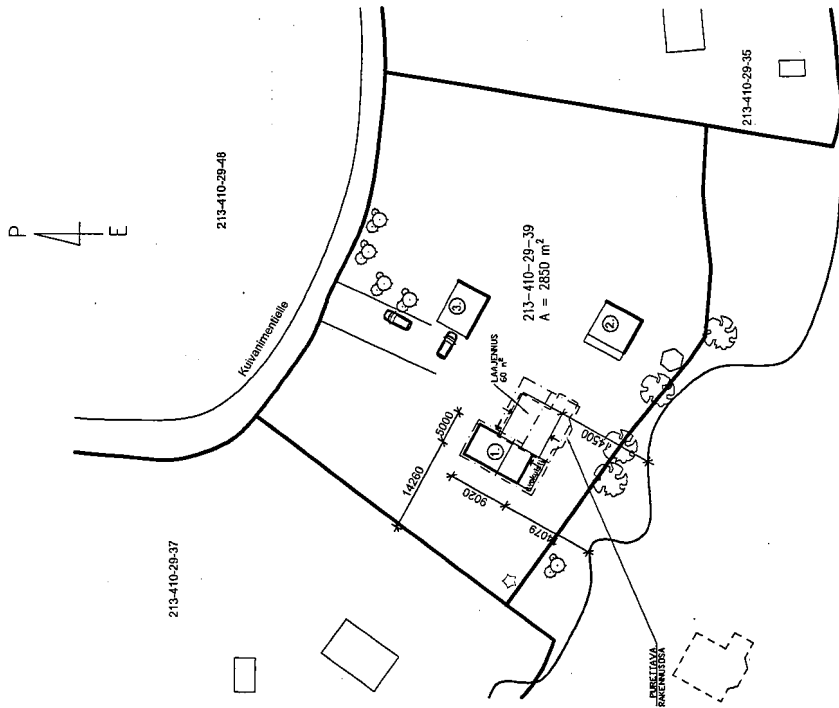 P
E
213-410-29-48
Kuivanimentielle
213-410-29-35
213-410-29-39
A = 2850 m²
3.
2.
1.
LAAJENNUS
60 m²
5000
14260
9020
4079
14500
213-410-29-37
PURETTAVA
RAKENNUSOSA